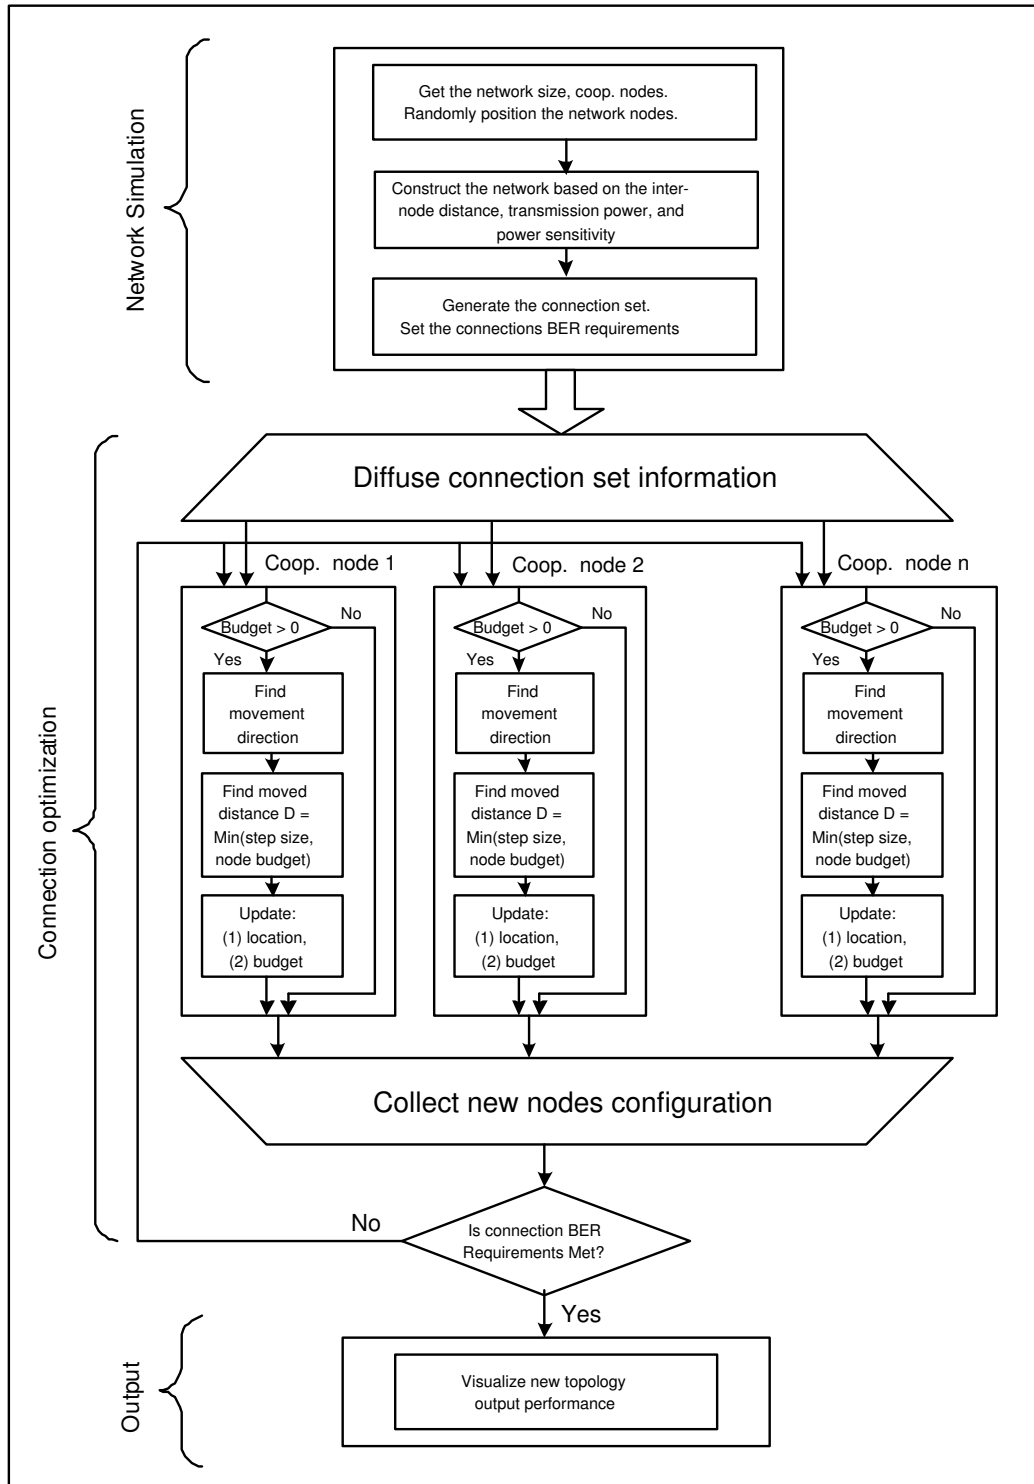 Network Simulation
Get the network size, coop. nodes.
Randomly position the network nodes.
Construct the network based on the inter-
node distance, transmission power, and
power sensitivity
Generate the connection set.
Set the connections BER requirements
Connection optimization
Diffuse connection set information
Coop. node 1
Budget > 0
No
Yes
Find
movement
direction
Find moved
distance D =
Min(step size,
node budget)
Update:
(1) location,
(2) budget
Coop. node 2
Budget > 0
No
Yes
Find
movement
direction
Find moved
distance D =
Min(step size,
node budget)
Update:
(1) location,
(2) budget
Coop. node n
Budget > 0
No
Yes
Find
movement
direction
Find moved
distance D =
Min(step size,
node budget)
Update:
(1) location,
(2) budget
Collect new nodes configuration
No
Is connection BER
Requirements Met?
Yes
Output
Visualize new topology
output performance